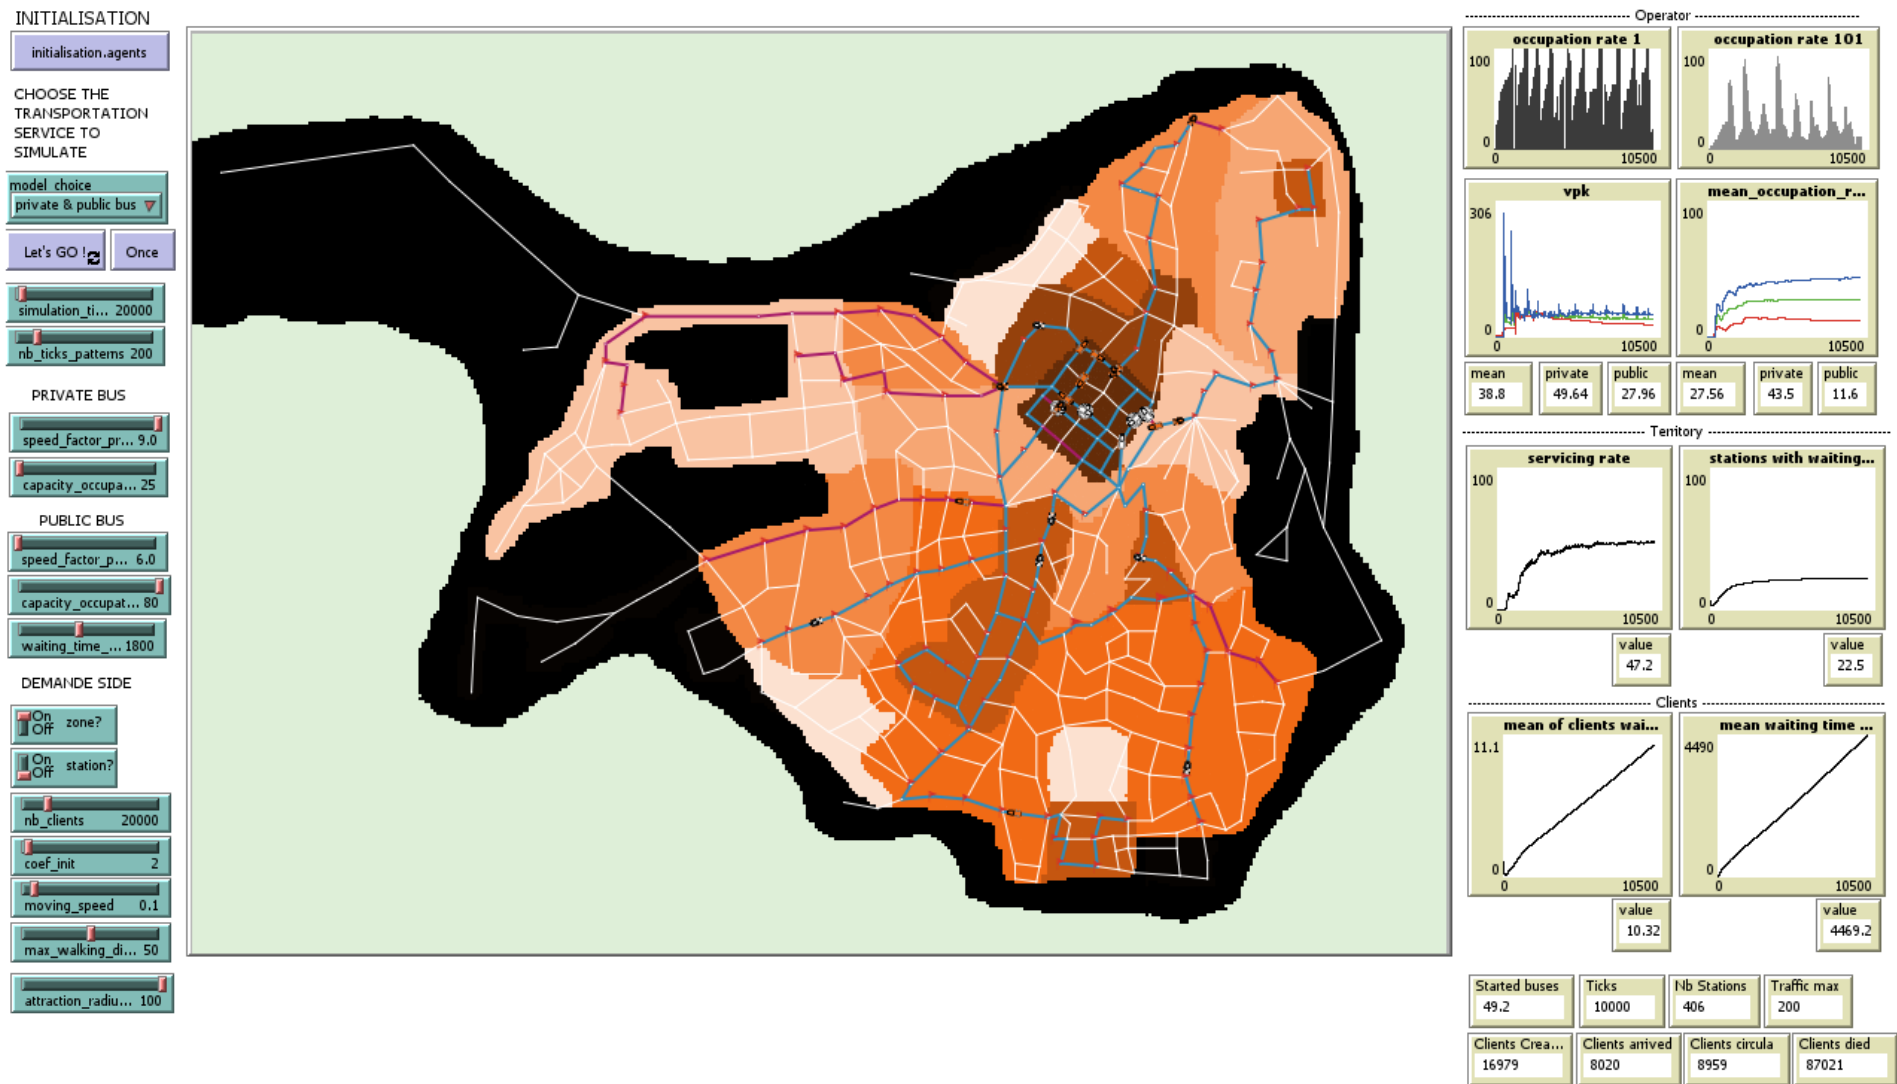 INITIALISATION
initialisation.agents
CHOOSE THE
TRANSPORTATION
SERVICE TO
SIMULATE
model_choice
private & public bus
Let's GO !
Once
simulation_ti... 20000
nb_ticks_patterns 200
PRIVATE BUS
speed_factor_pr... 9.0
capacity_occupa... 25
PUBLIC BUS
speed_factor_p... 6.0
capacity_occupat... 80
waiting_time_... 1800
DEMANDE SIDE
On
Off
zone?
On
Off
station?
nb_clients 20000
coef_init 2
moving_speed 0.1
max_walking_di... 50
attraction_radiu... 100
Operator
occupation rate 1
100
0
0 10500
occupation rate 101
100
0
0 10500
vpk
306
0
0 10500
mean_occupation_r...
100
0
0 10500
mean
38.8
private
49.64
public
27.96
mean
27.56
private
43.5
public
11.6
Territory
servicing rate
100
0
0 10500
stations with waiting...
100
0
0 10500
value
47.2
value
22.5
Clients
mean of clients wai...
11.1
0
0 10500
mean waiting time ...
4490
0
0 10500
value
10.32
value
4469.2
Started buses
49.2
Ticks
10000
Nb Stations
406
Traffic max
200
Clients Crea...
16979
Clients arrived
8020
Clients circula
8959
Clients died
87021